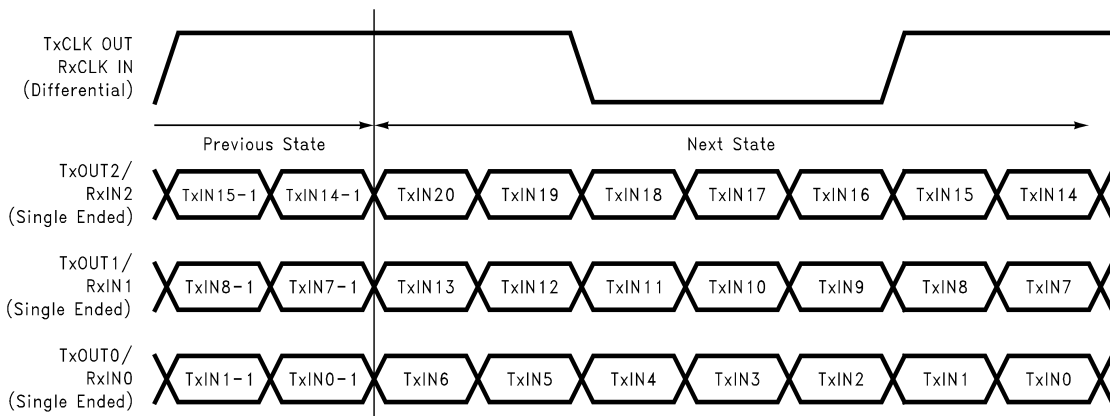 TxCLK OUT
RxCLK IN
(Differential)
Previous State
Next State
TxOUT2/
RxIN2
(Single Ended)
TxIN15-1 TxIN14-1 TxIN20 TxIN19 TxIN18 TxIN17 TxIN16 TxIN15 TxIN14
TxOUT1/
RxIN1
(Single Ended)
TxIN8-1 TxIN7-1 TxIN13 TxIN12 TxIN11 TxIN10 TxIN9 TxIN8 TxIN7
TxOUT0/
RxIN0
(Single Ended)
TxIN1-1 TxIN0-1 TxIN6 TxIN5 TxIN4 TxIN3 TxIN2 TxIN1 TxIN0